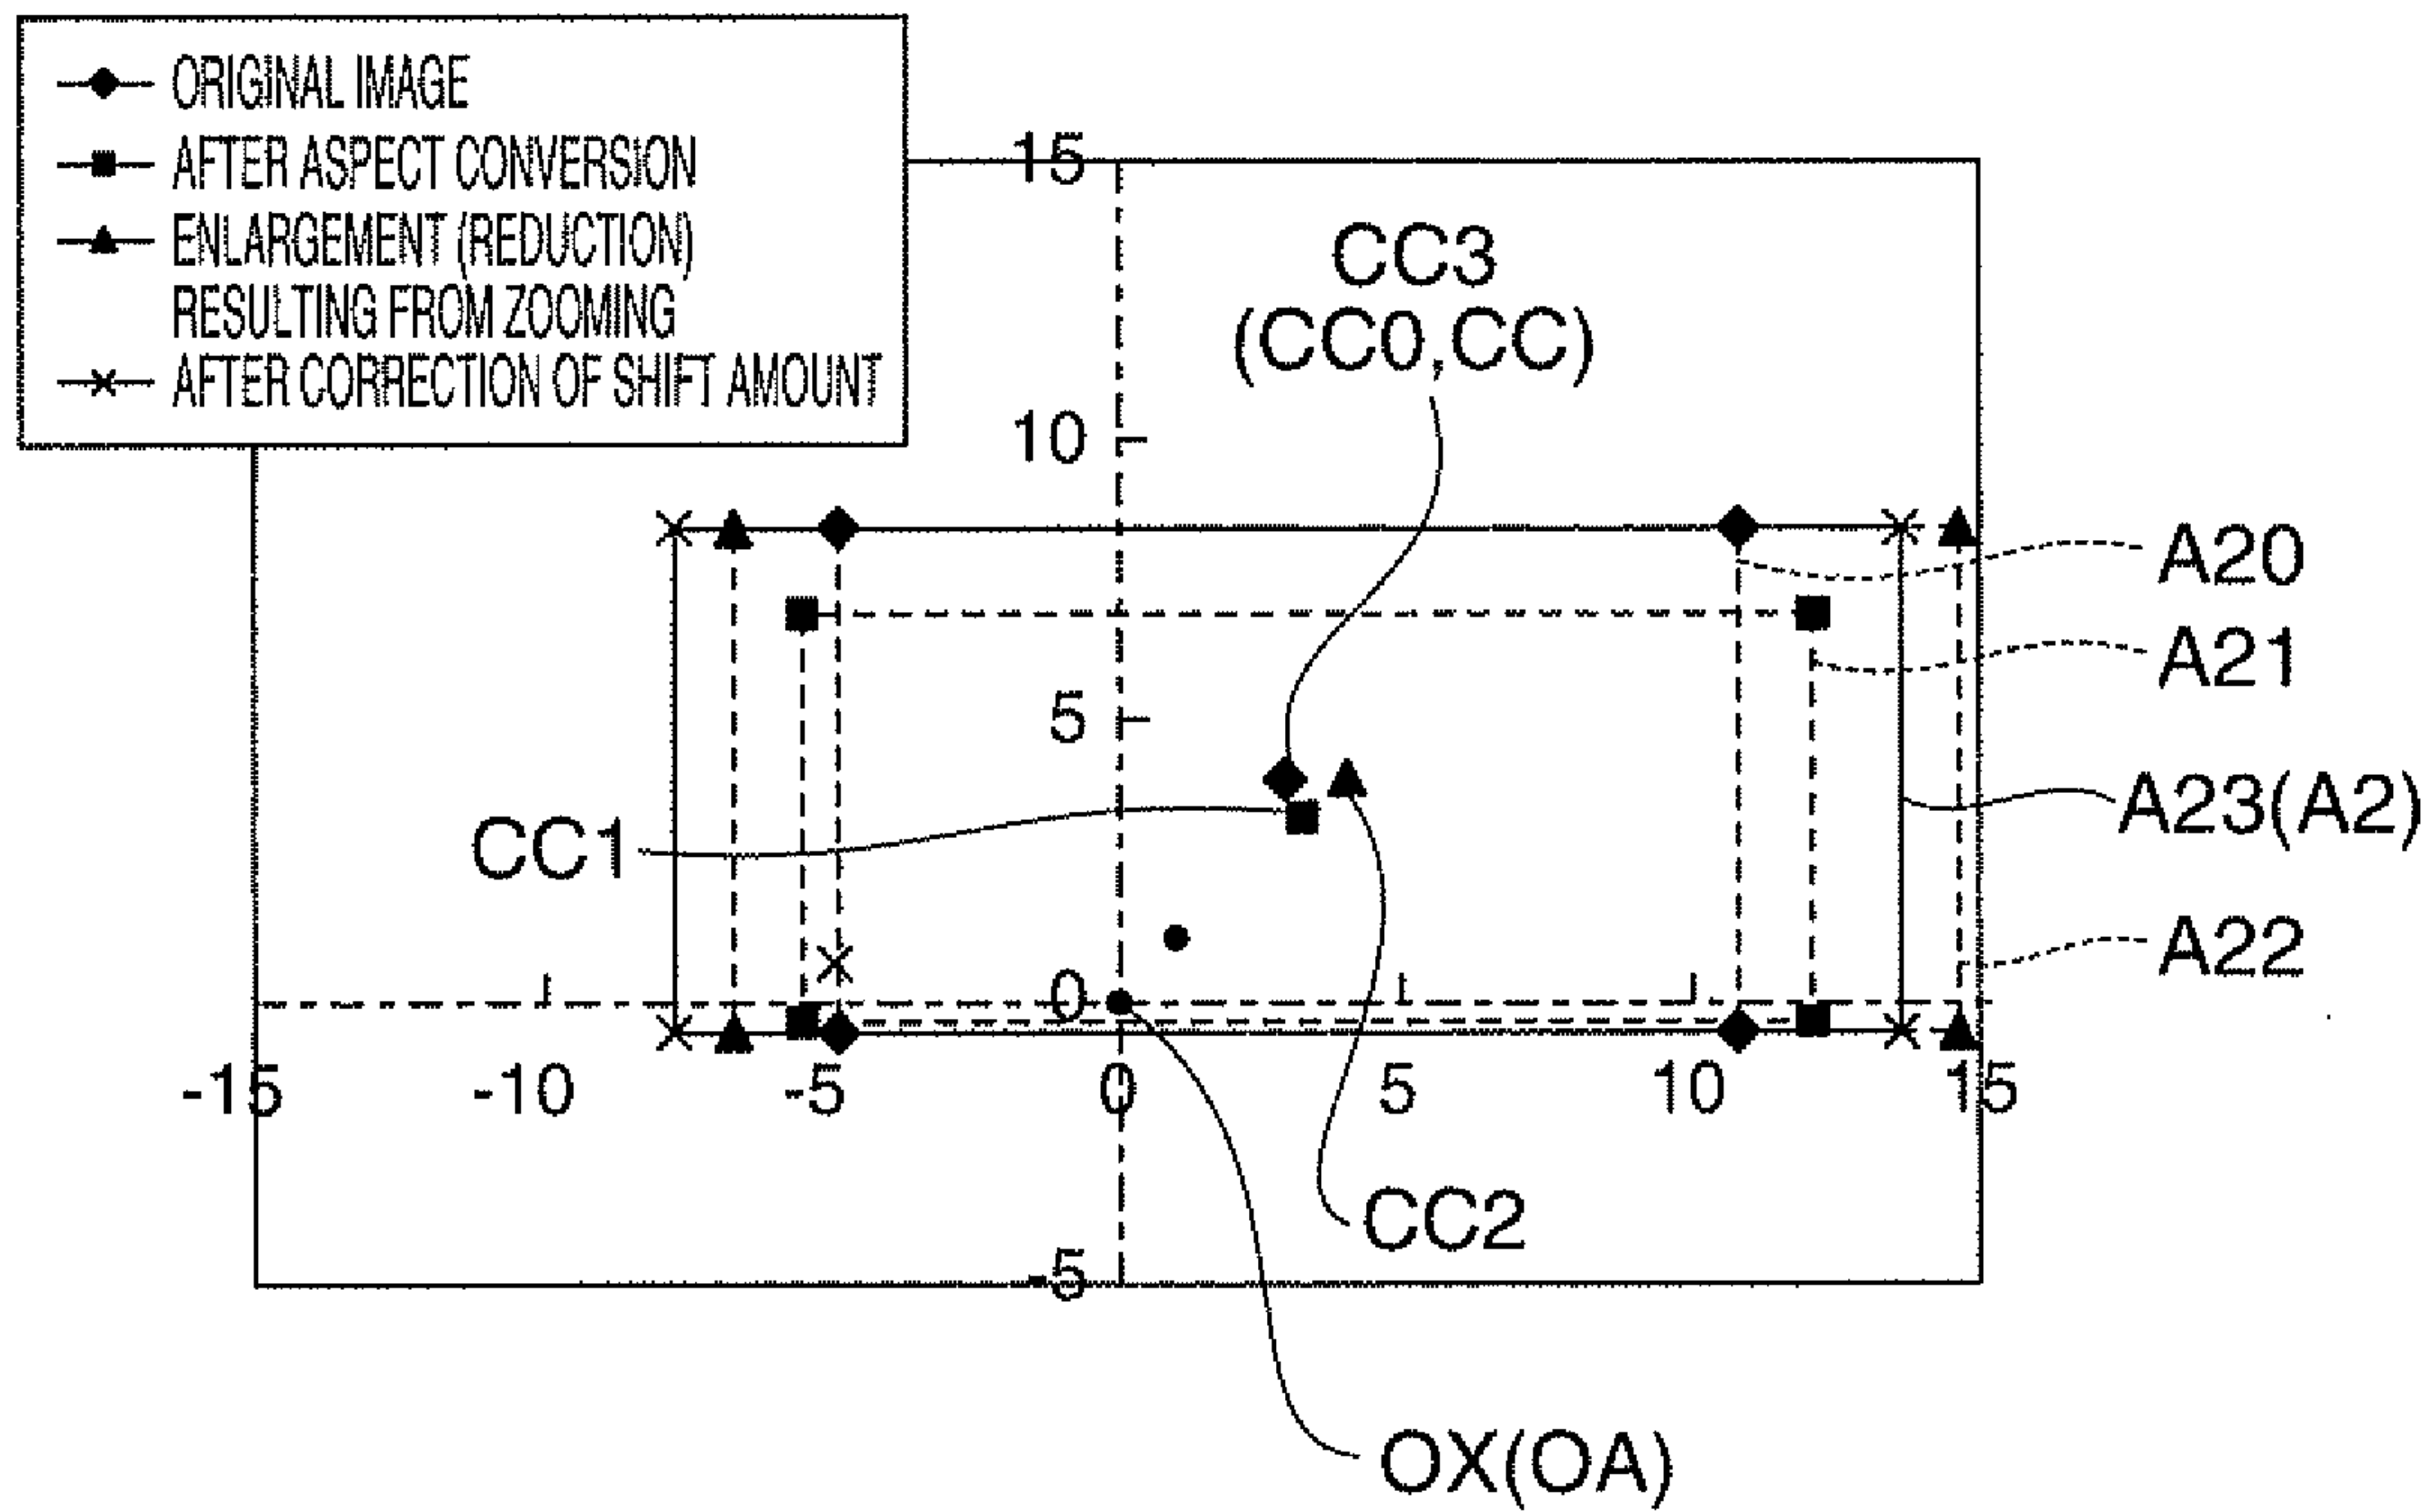 ORIGINAL IMAGE
AFTER ASPECT CONVERSION
ENLARGEMENT (REDUCTION)
RESULTING FROM ZOOMING
AFTER CORRECTION OF SHIFT AMOUNT
15
CC3
(CC0,CC)
10
A20
A21
5
A23(A2)
CC1
A22
0
-15 -10 -5 0 5 10 15
CC2
-5
OX(OA)